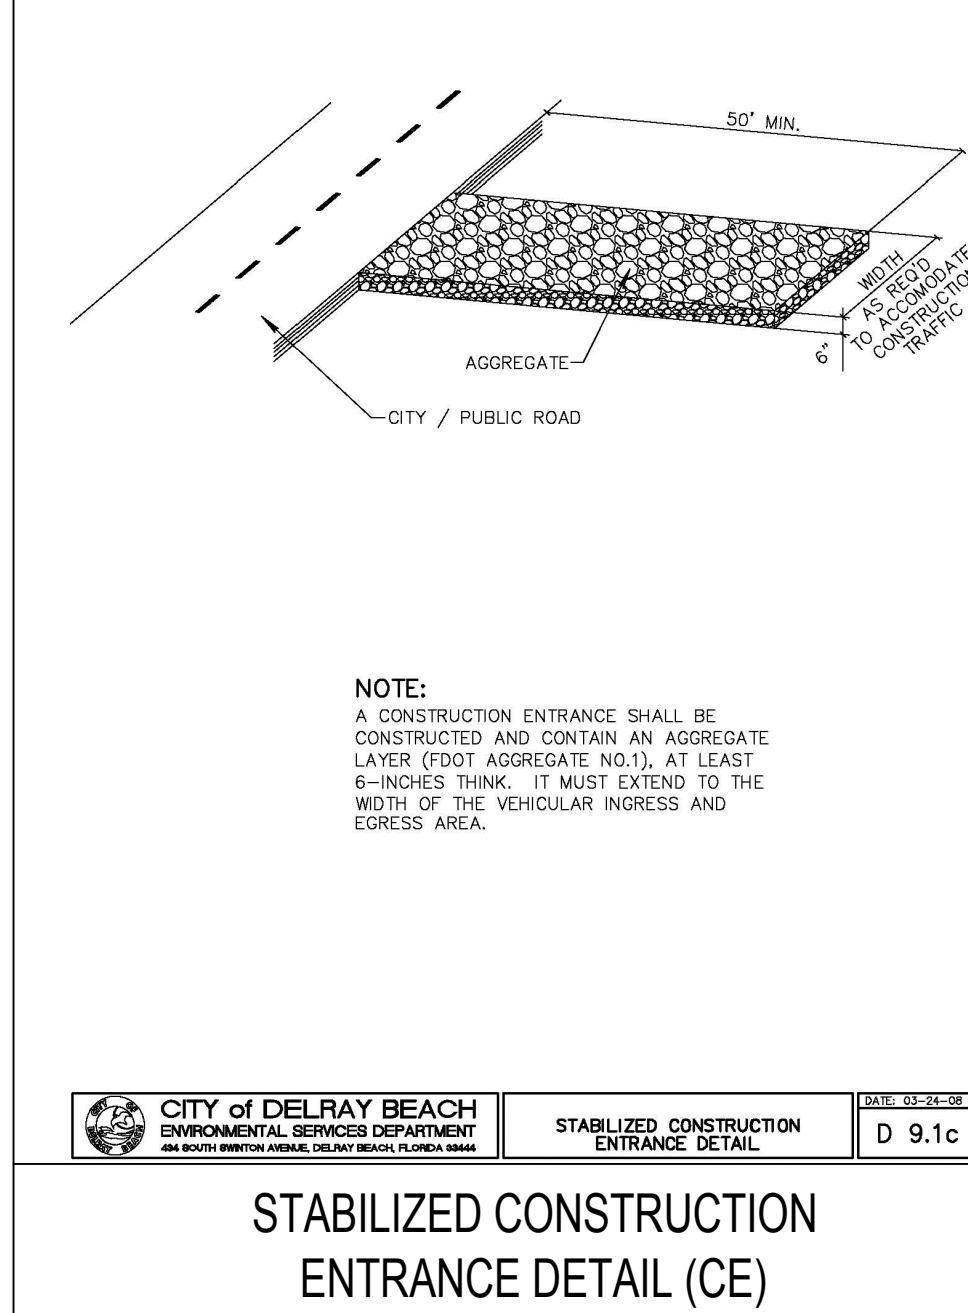 50' MIN.
WIDTH
AS REQ'D
TO ACCOMODATE
CONSTRUCTION
TRAFFIC
6"
AGGREGATE
CITY / PUBLIC ROAD
NOTE:
A CONSTRUCTION ENTRANCE SHALL BE
CONSTRUCTED AND CONTAIN AN AGGREGATE
LAYER (FDOT AGGREGATE NO.1), AT LEAST
6-INCHES THINK. IT MUST EXTEND TO THE
WIDTH OF THE VEHICULAR INGRESS AND
EGRESS AREA.
CITY OF DELRAY BEACH
CITY of DELRAY BEACH
ENVIRONMENTAL SERVICES DEPARTMENT
434 SOUTH SWINTON AVENUE, DELRAY BEACH, FLORIDA 33444
STABILIZED CONSTRUCTION
ENTRANCE DETAIL
DATE: 03-24-08
D 9.1c
STABILIZED CONSTRUCTION
ENTRANCE DETAIL (CE)